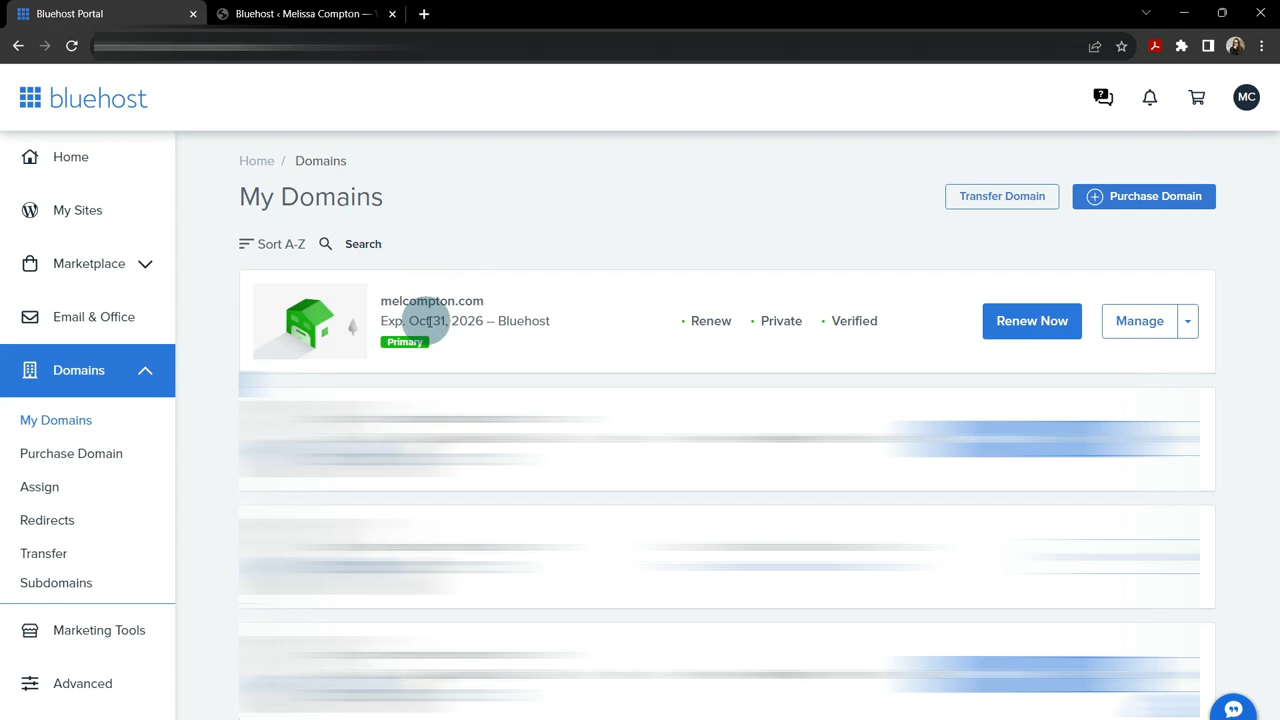 Bluehost Portal
Bluehost ‹ Melissa Compton —
bluehost
MC
Home
My Sites
Marketplace
Email & Office
Domains
My Domains
Purchase Domain
Assign
Redirects
Transfer
Subdomains
Marketing Tools
Advanced
Home / Domains
My Domains
Transfer Domain
Purchase Domain
Sort A-Z
Search
melcompton.com
Exp. Oct 31, 2026 -- Bluehost
Primary
• Renew
• Private
• Verified
Renew Now
Manage